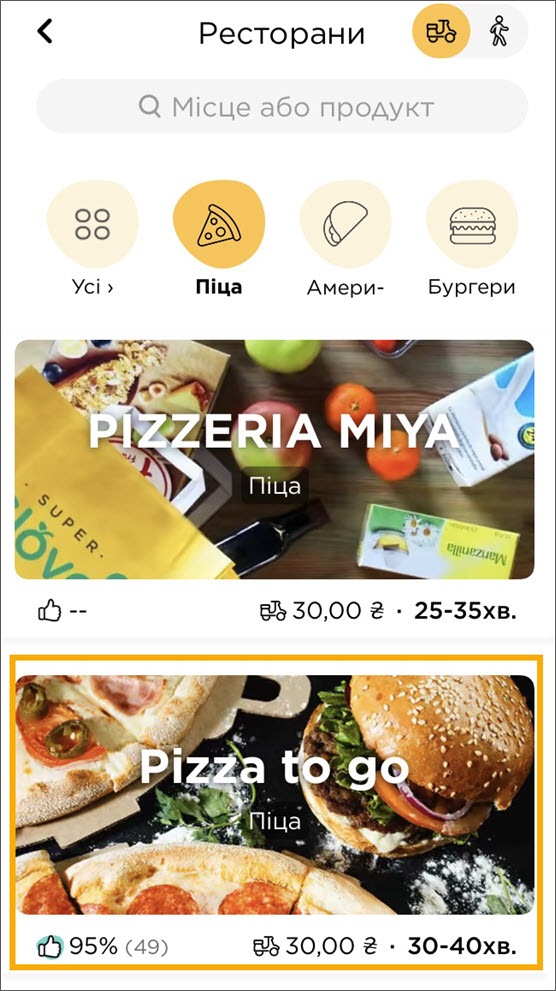 Ресторани
Місце або продукт
Усі ›
Піца
Амери-
Бургери
PIZZERIA MIYA
Піца
SUPER.
Manzanilla
--
30,00 ₴ · 25-35хв.
Pizza to go
Піца
95% (49)
30,00 ₴ · 30-40хв.